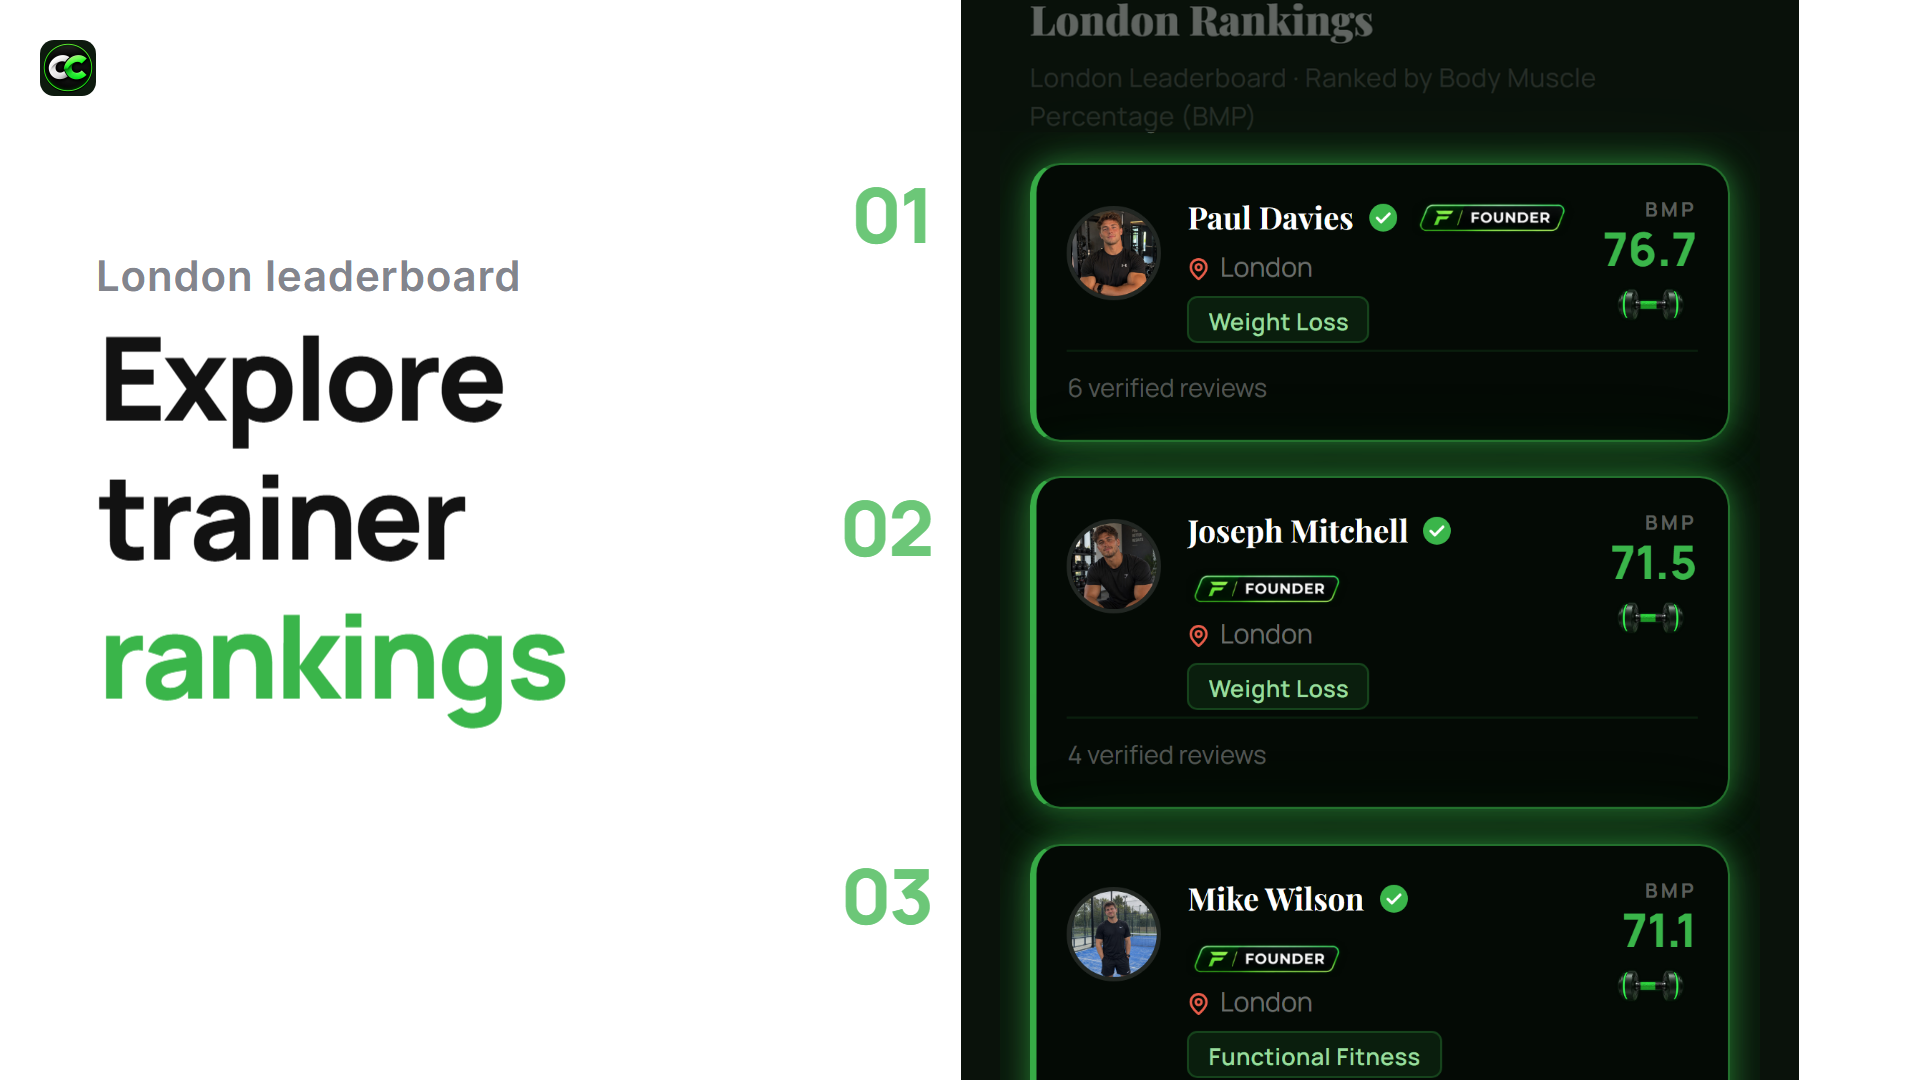 CC
London leaderboard
Explore
trainer
rankings
01
02
03
London Rankings
London Leaderboard · Ranked by Body Muscle
Percentage (BMP)
Paul Davies
F / FOUNDER
London
Weight Loss
6 verified reviews
BMP
76.7
Joseph Mitchell
F / FOUNDER
London
Weight Loss
4 verified reviews
BMP
71.5
Mike Wilson
F / FOUNDER
London
Functional Fitness
BMP
71.1